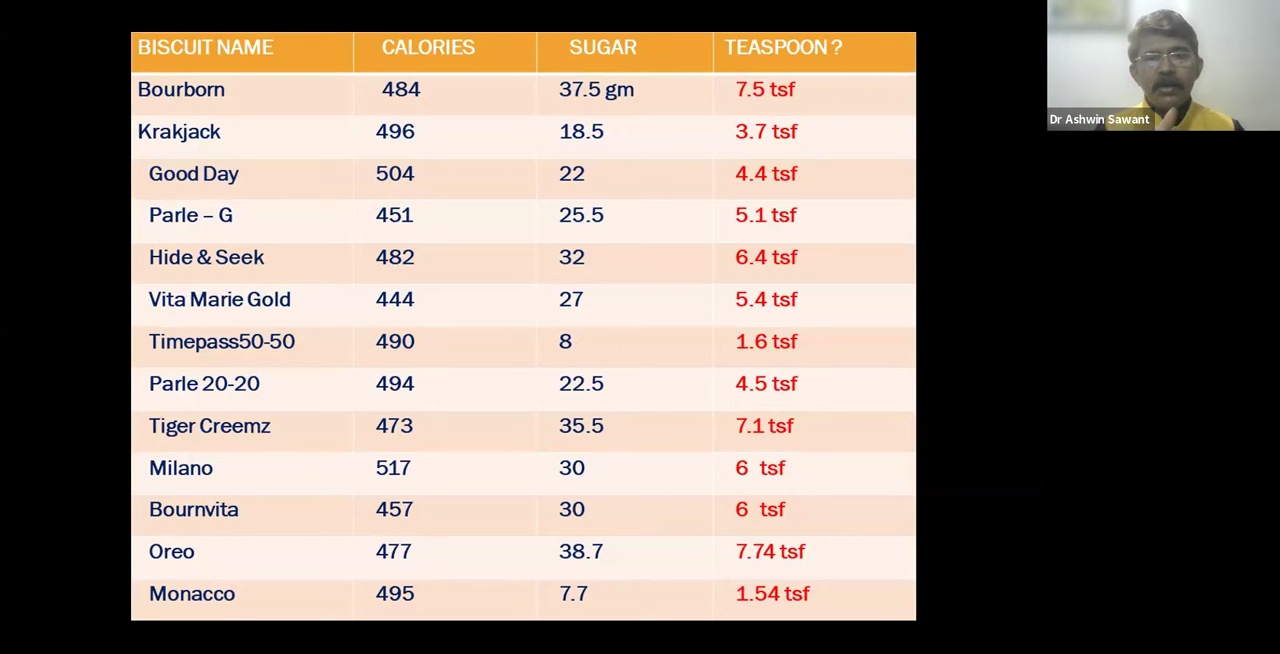 BISCUIT NAME CALORIES SUGAR TEASPOON ?
Bourborn 484 37.5 gm 7.5 tsf
Krakjack 496 18.5 3.7 tsf
Good Day 504 22 4.4 tsf
Parle – G 451 25.5 5.1 tsf
Hide & Seek 482 32 6.4 tsf
Vita Marie Gold 444 27 5.4 tsf
Timepass50-50 490 8 1.6 tsf
Parle 20-20 494 22.5 4.5 tsf
Tiger Creemz 473 35.5 7.1 tsf
Milano 517 30 6 tsf
Bournvita 457 30 6 tsf
Oreo 477 38.7 7.74 tsf
Monacco 495 7.7 1.54 tsf
Dr Ashwin Sawant